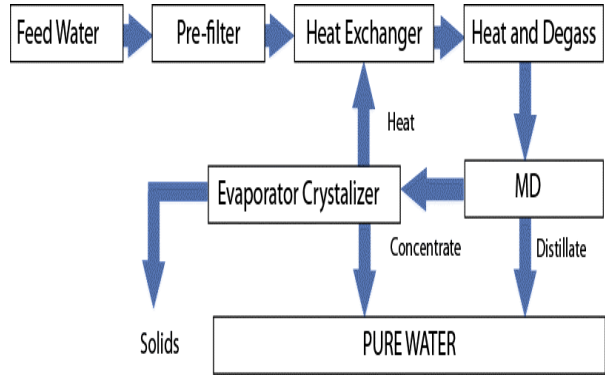 Feed Water
Pre-filter
Heat Exchanger
Heat and Degass
Heat
Evaporator Crystalizer
MD
Concentrate
Distillate
Solids
PURE WATER